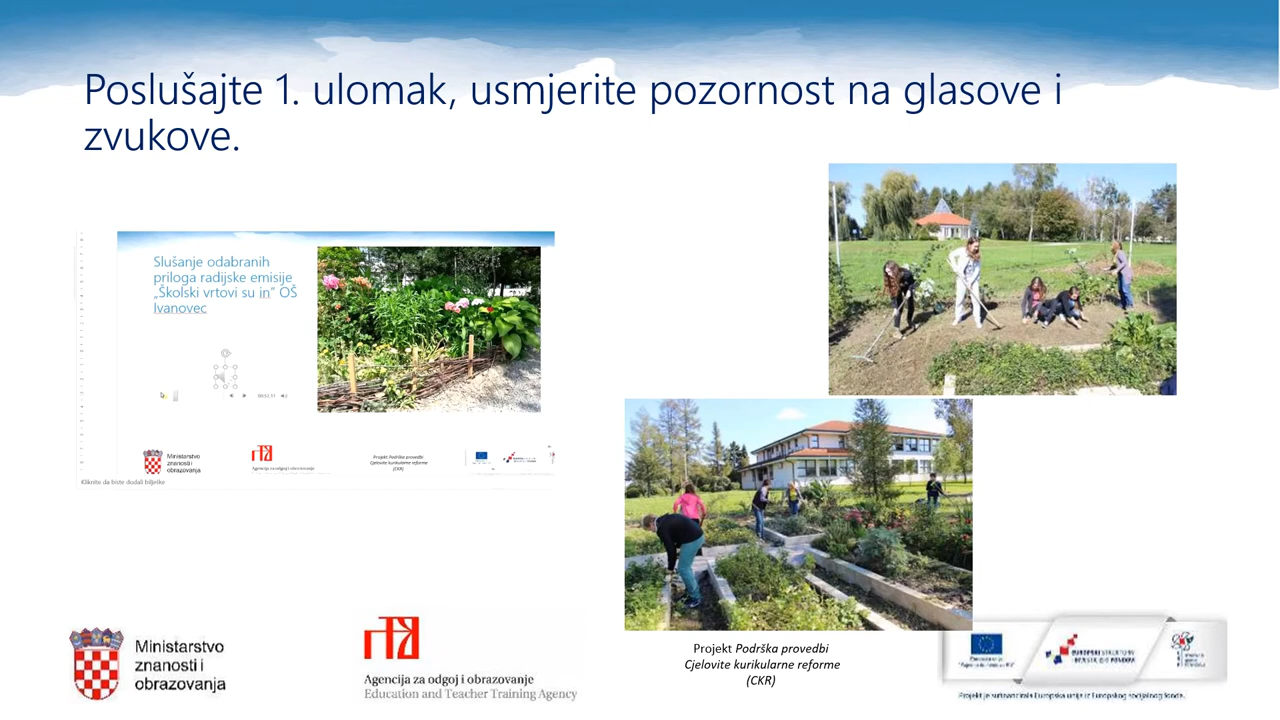 Poslušajte 1. ulomak, usmjerite pozornost na glasove i
zvukove.
Slušanje odabranih
priloga radijske emisije
„Školski vrtovi su in“ OŠ
Ivanovec
Ministarstvo
znanosti i
obrazovanja
Agencija za odgoj i obrazovanje
Projekt Podrška provedbi
Cjelovite kurikularne reforme
(CKR)
Kliknite da biste dodali bilješke
Ministarstvo
znanosti i
obrazovanja
Agencija za odgoj i obrazovanje
Education and Teacher Training Agency
Projekt Podrška provedbi
Cjelovite kurikularne reforme
(CKR)
EUROPSKI STRUKTURNI
I INVESTICIJSKI FONDOVI
Projekt je sufinancirala Europska unija iz Europskog socijalnog fonda.